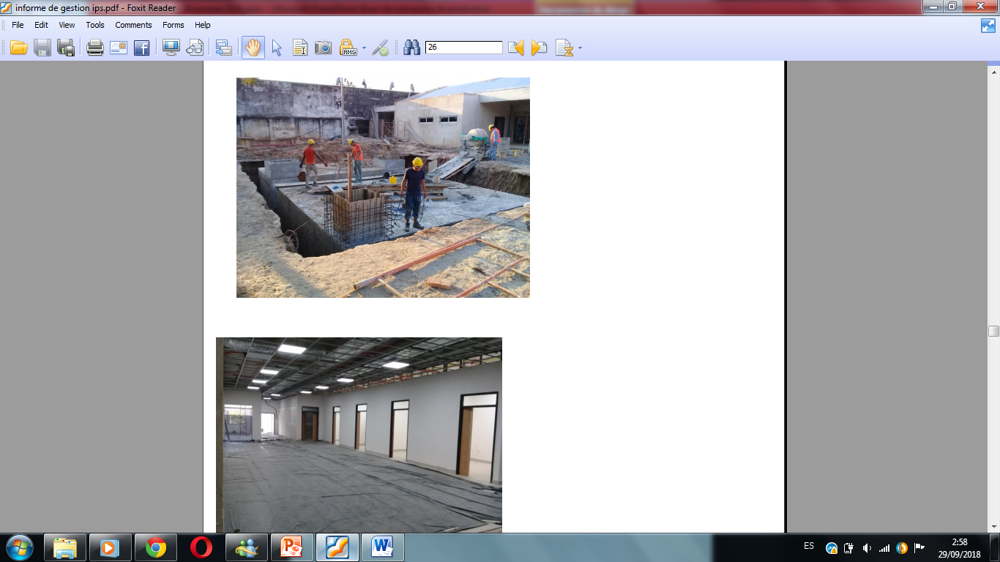 informe de gestion ips.pdf - Foxit Reader
File Edit View Tools Comments Forms Help
RMS
26
ES
2:58
29/09/2018